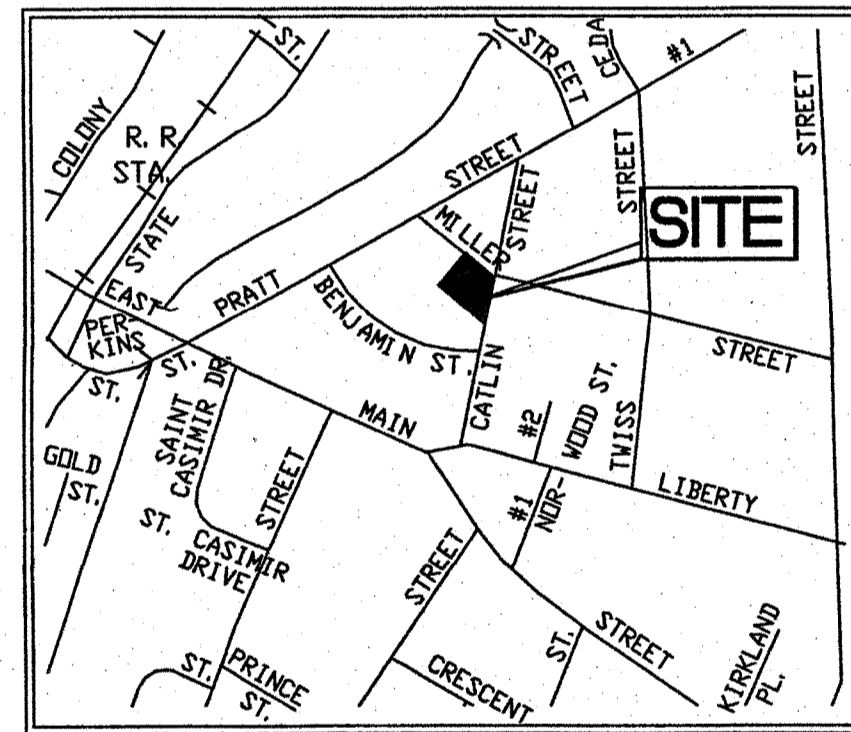 ST.
STREET
CEDA
#1
COLONY
R. R
STA.
STREET
STREET
STREET
STREET
SITE
MILLER
STATE
EAST
PRATT
BENJAMIN ST.
PER-
KINS
ST.
ST.
STREET
CATLIN
SAINT
CASIMIR DR.
MAIN
#2
WOOD ST.
TWISS
GOLD
ST.
STREET
LIBERTY
#1
NOR-
ST. CASIMIR
DRIVE
STREET
STREET
ST.
KIRKLAND
PL.
ST.
PRINCE
ST.
CRESCENT